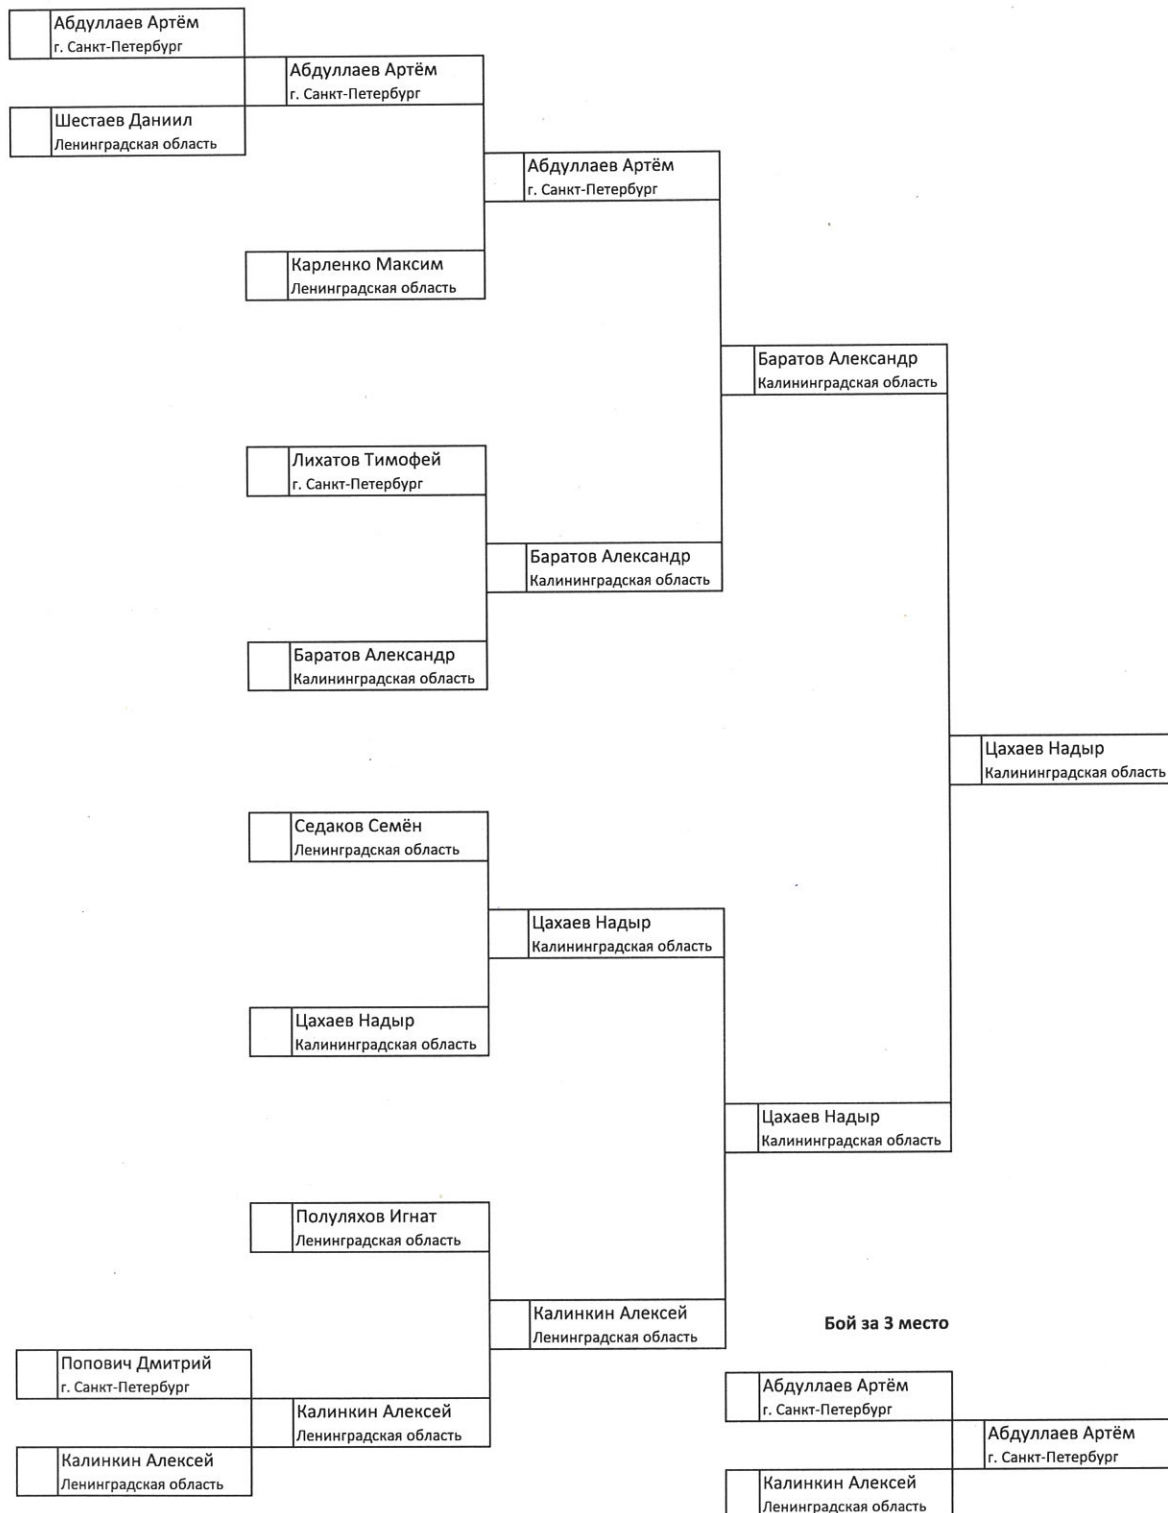 Абдуллаев Артём
г. Санкт-Петербург
Абдуллаев Артём
г. Санкт-Петербург
Шестаев Даниил
Ленинградская область
Абдуллаев Артём
г. Санкт-Петербург
Карленко Максим
Ленинградская область
Баратов Александр
Калининградская область
Лихатов Тимофей
г. Санкт-Петербург
Баратов Александр
Калининградская область
Баратов Александр
Калининградская область
Цахаев Надыр
Калининградская область
Седаков Семён
Ленинградская область
Цахаев Надыр
Калининградская область
Цахаев Надыр
Калининградская область
Цахаев Надыр
Калининградская область
Полуляхов Игнат
Ленинградская область
Калинкин Алексей
Ленинградская область
Бой за 3 место
Попович Дмитрий
г. Санкт-Петербург
Абдуллаев Артём
г. Санкт-Петербург
Калинкин Алексей
Ленинградская область
Абдуллаев Артём
г. Санкт-Петербург
Калинкин Алексей
Ленинградская область
Калинкин Алексей
Ленинградская область